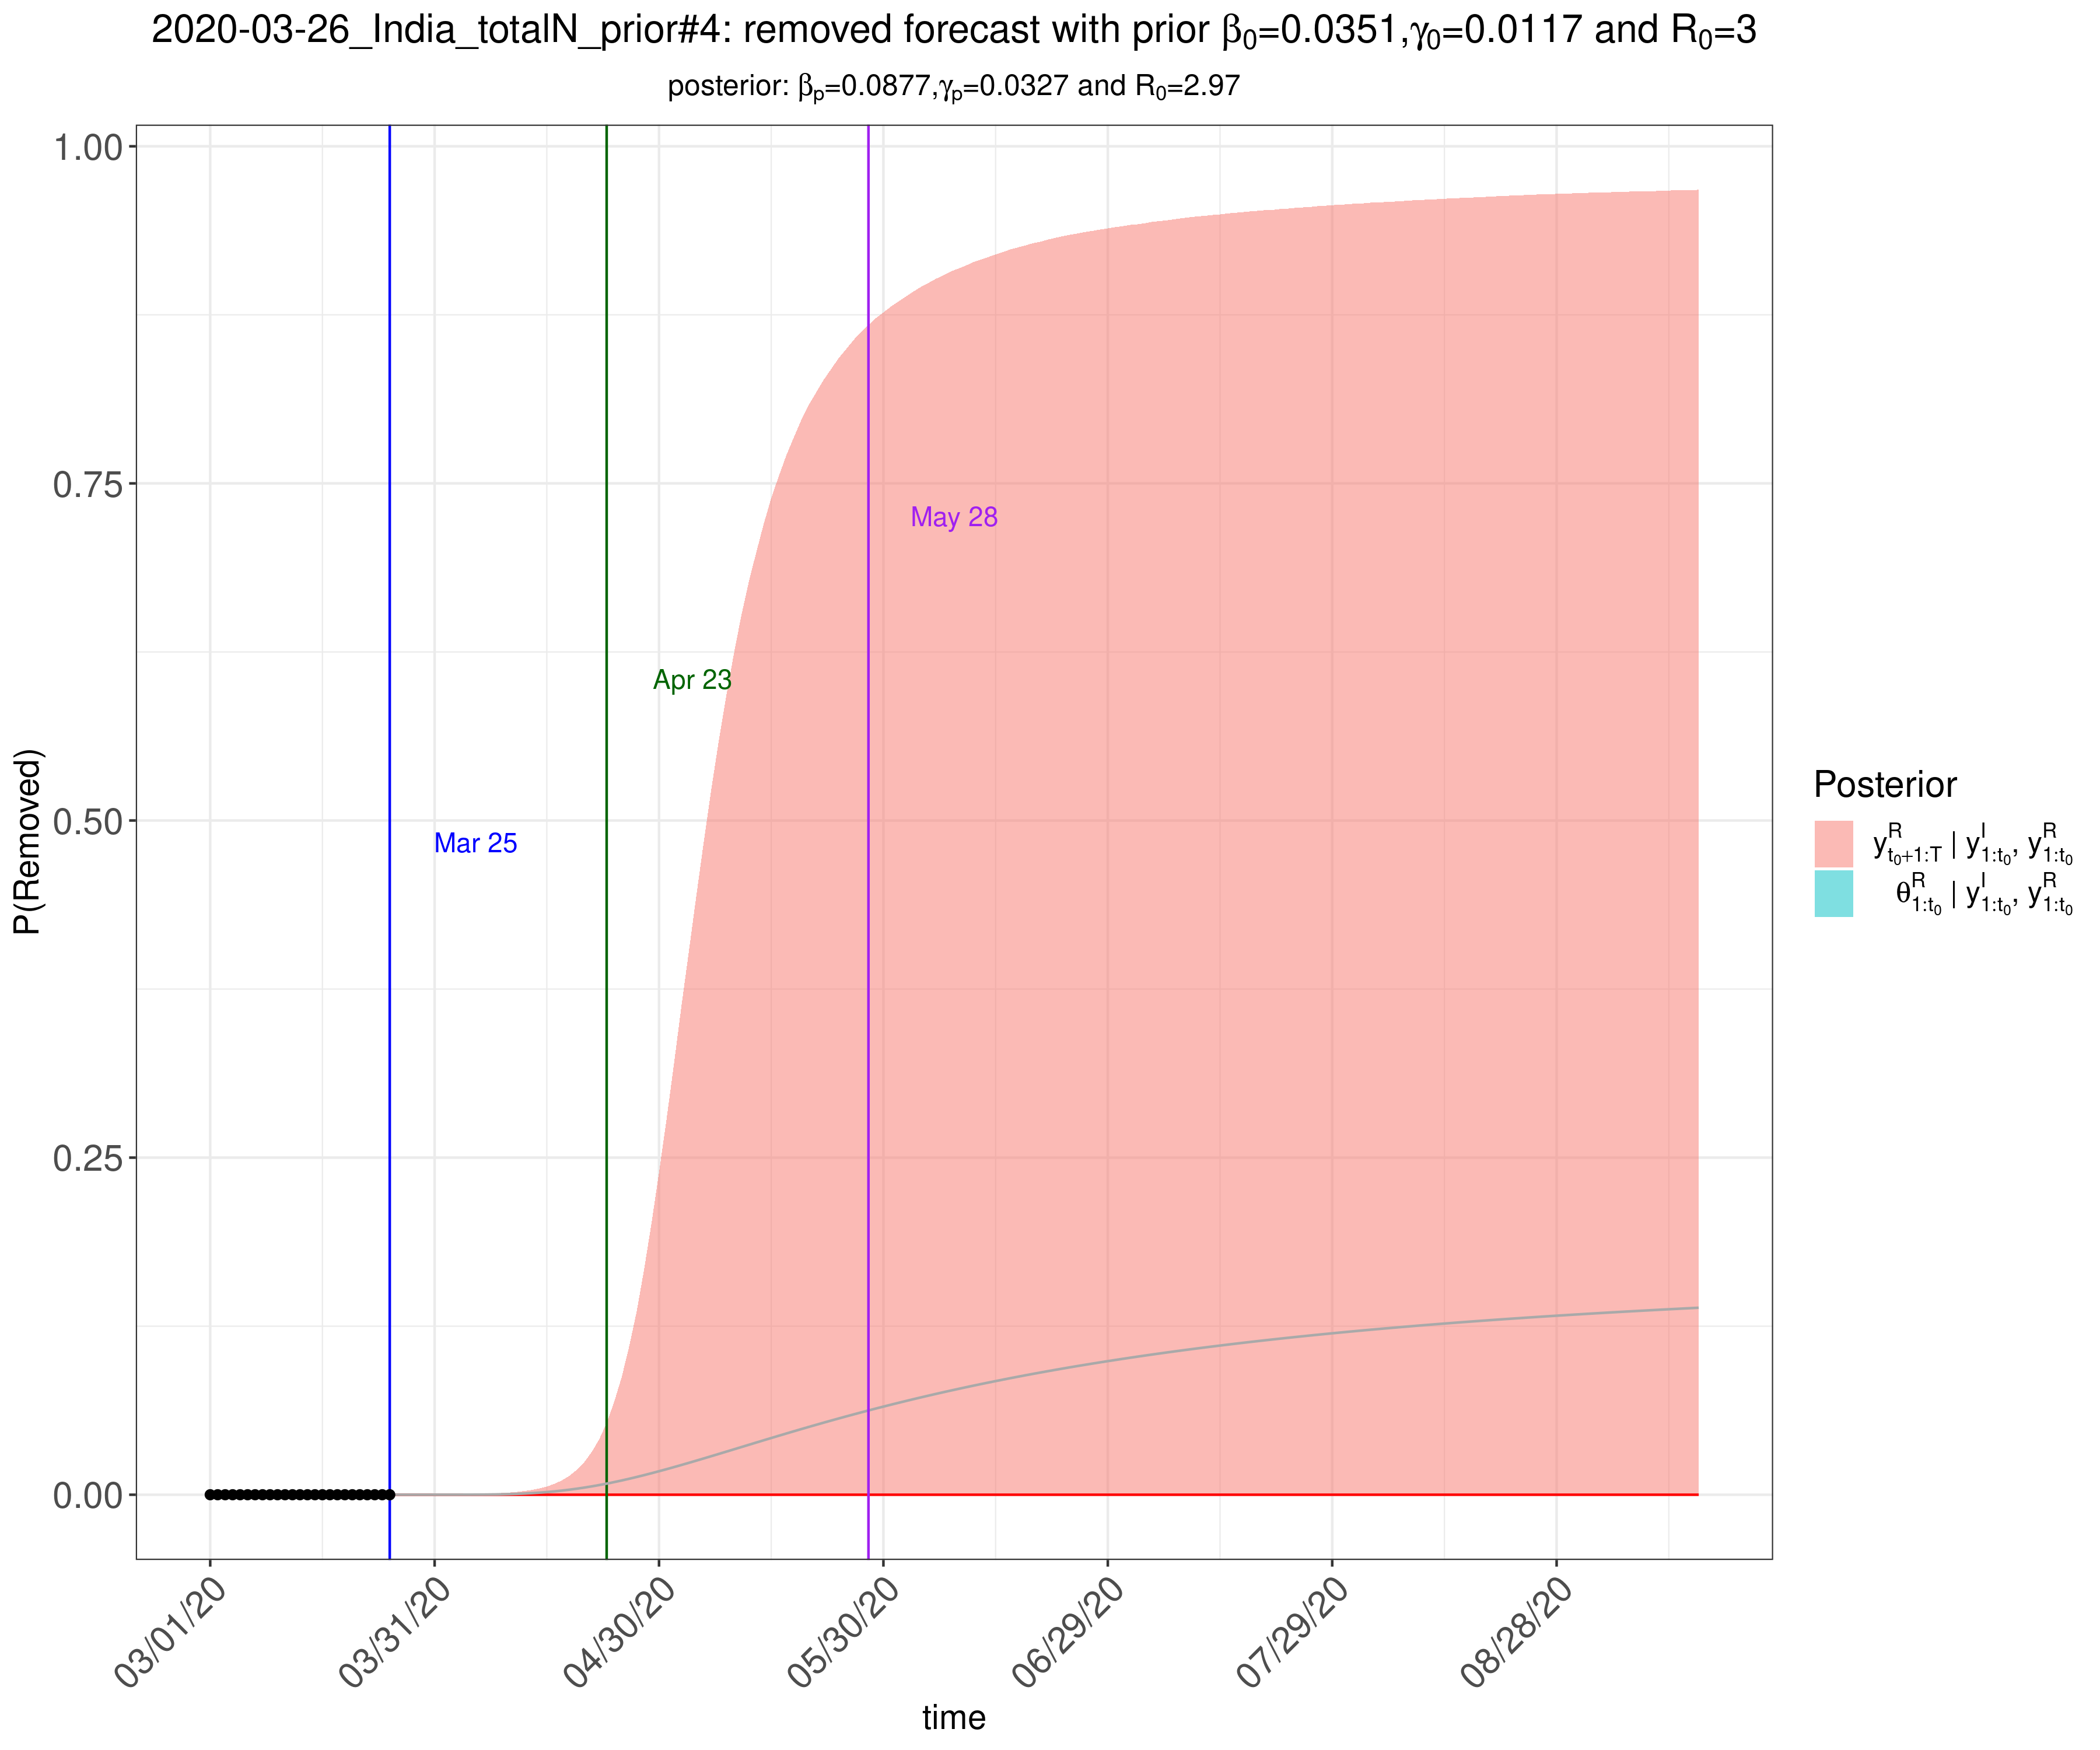 2020-03-26_India_totalN_prior#4: removed forecast with prior β₀=0.0351,γ₀=0.0117 and R₀=3
posterior: βₚ=0.0877,γₚ=0.0327 and R₀=2.97
1.00
0.75
0.50
0.25
0.00
P(Removed)
May 28
Apr 23
Mar 25
03/01/20
03/31/20
04/30/20
05/30/20
06/29/20
07/29/20
08/28/20
time
Posterior
y^R_{t₀+1:T} | y^I_{1:t₀}, y^R_{1:t₀}
θ^R_{1:t₀} | y^I_{1:t₀}, y^R_{1:t₀}